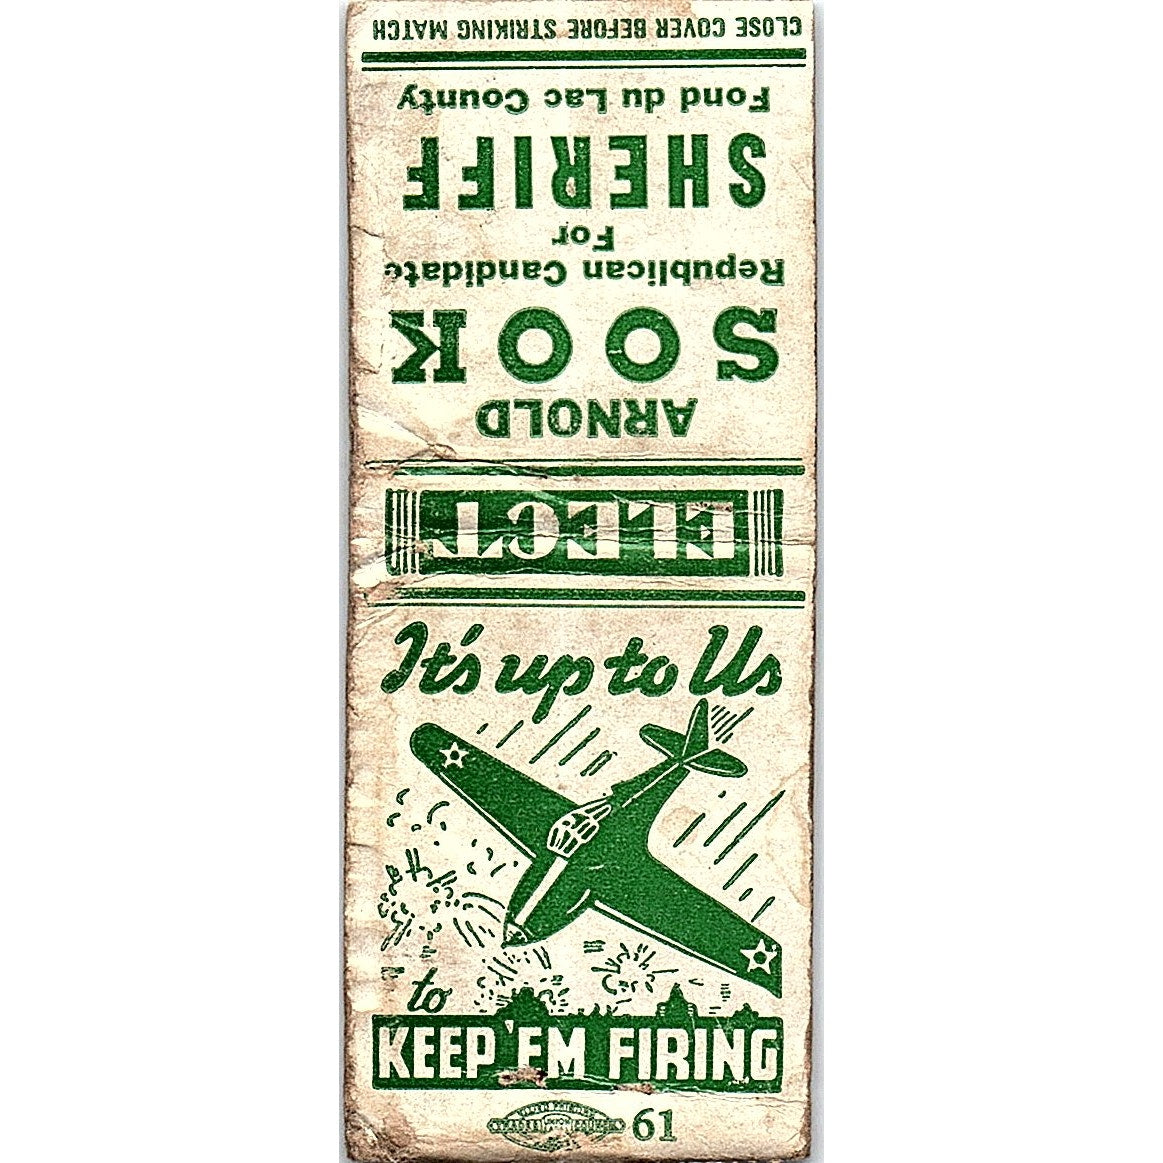 CLOSE COVER BEFORE STRIKING MATCH
ELECT
ARNOLD
SOOK
Republican Candidate
For
SHERIFF
Fond du Lac County
It's up to Us
to
KEEP 'EM FIRING
61